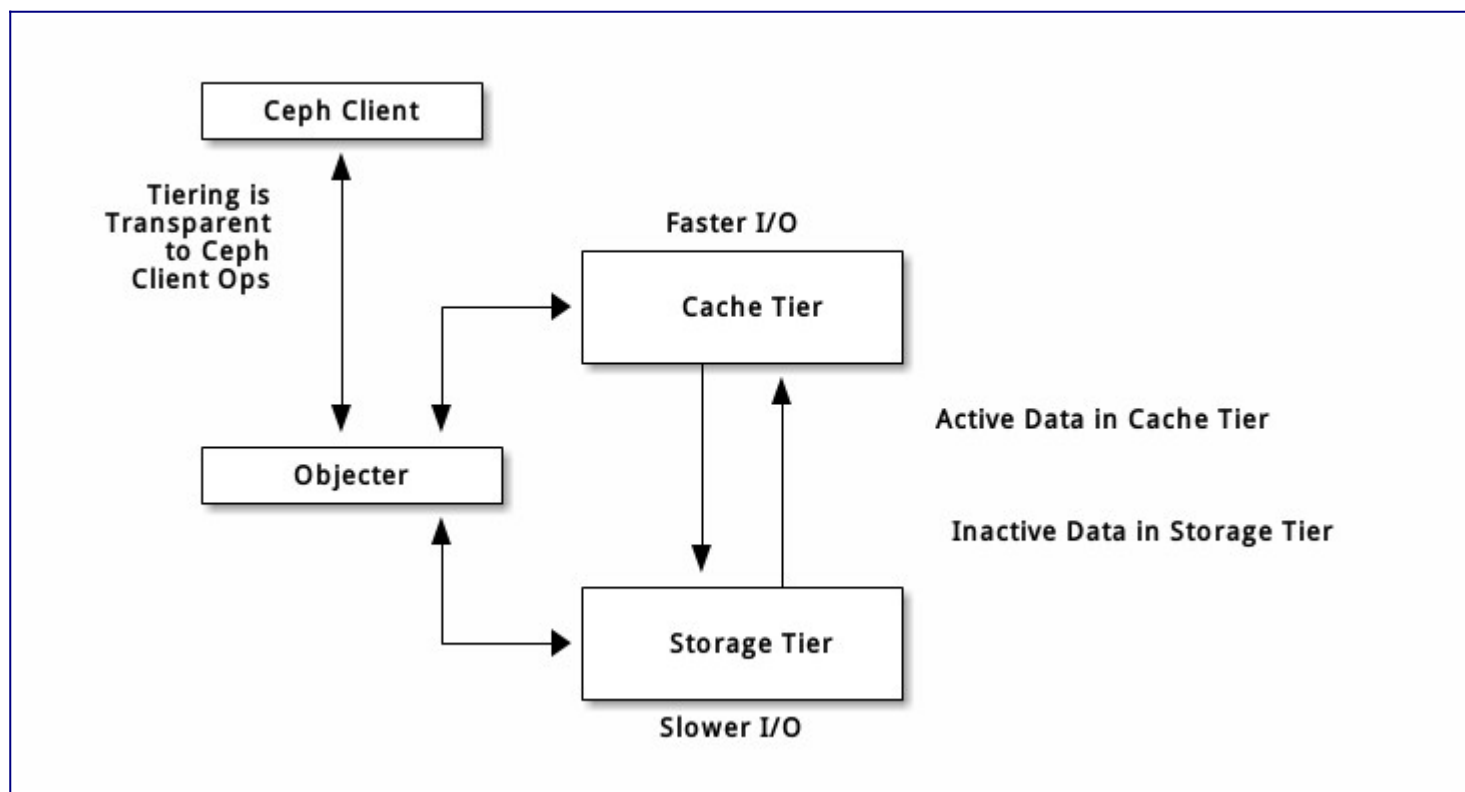 Ceph Client
Tiering is
Transparent
to Ceph
Client Ops
Faster I/O
Cache Tier
Active Data in Cache Tier
Objecter
Inactive Data in Storage Tier
Storage Tier
Slower I/O